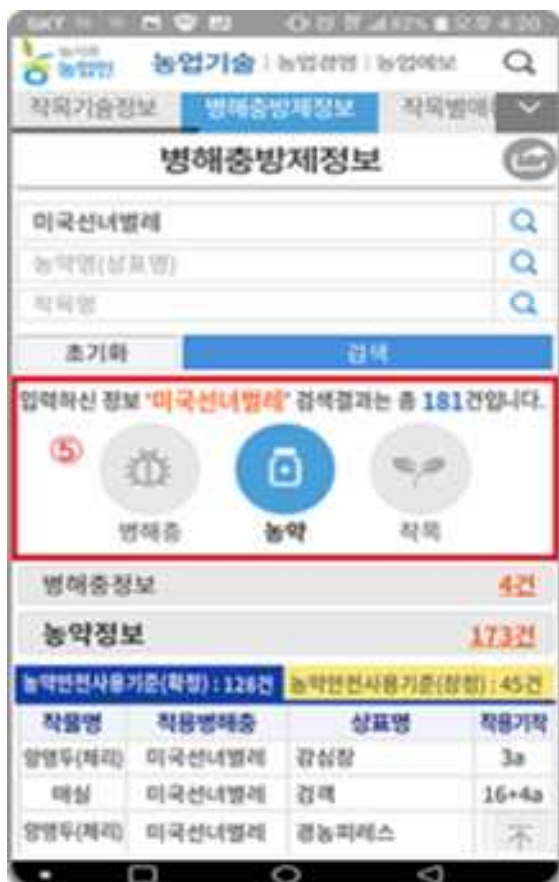 농업인 농업기술 | 농업경영 | 농업예보
작목기술정보 병해충방제정보 작목별매
병해충방제정보
미국선녀벌레
농약명(상표명)
작목명
초기화 검색
입력하신 정보 "미국선녀벌레" 검색결과는 총 181건입니다.
⑤
병해충 농약 작목
병해충정보 4건
농약정보 173건
농약안전사용기준(확정) : 128건 농약안전사용기준(잠정) : 45건
작물명 적용병해충 상표명 작용기작
양앵두(체리) 미국선녀벌레 감심장 3a
매실 미국선녀벌레 검객 16+4a
양앵두(체리) 미국선녀벌레 경농피레스